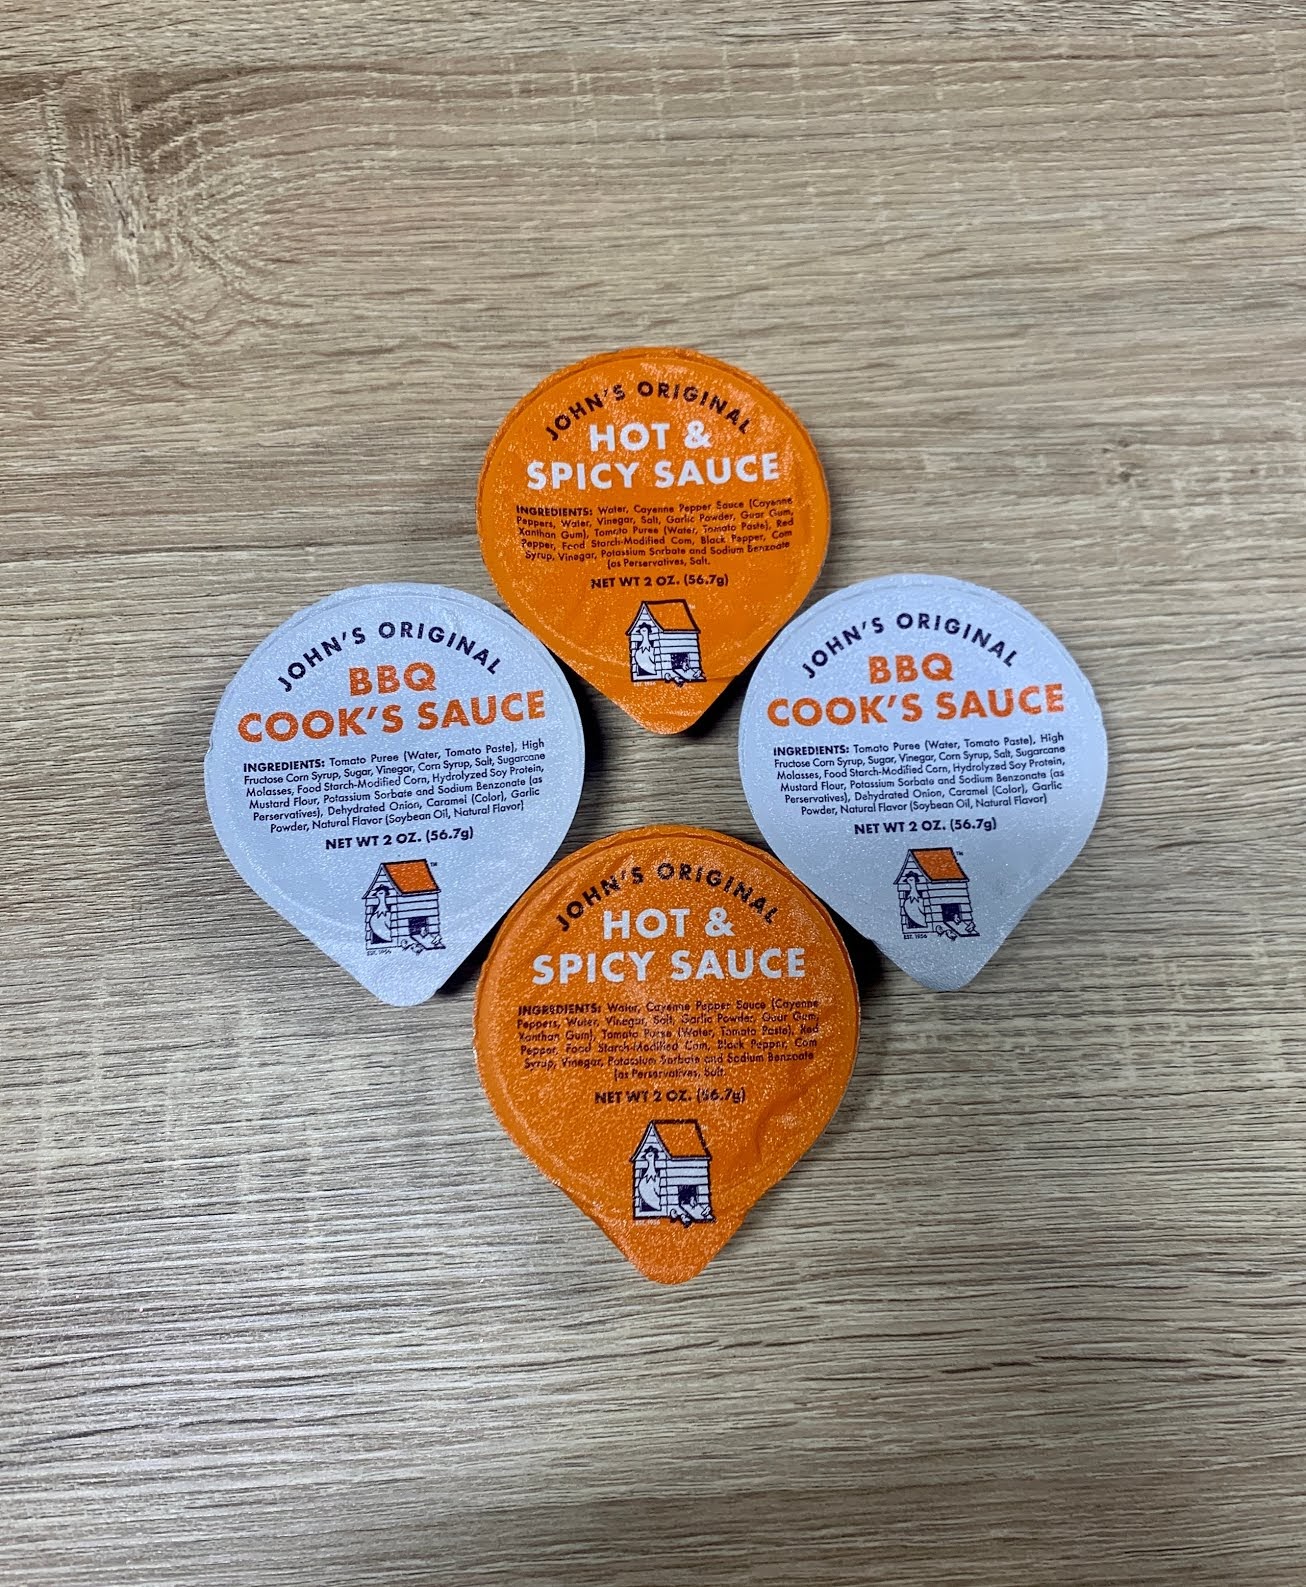 JOHN'S ORIGINAL
HOT &
SPICY SAUCE
INGREDIENTS: Water, Cayenne Pepper Sauce (Cayenne
Peppers, Water, Vinegar, Salt, Garlic Powder, Guar Gum,
Xanthan Gum), Tomato Puree (Water, Tomato Paste), Red
Pepper, Food Starch-Modified Corn, Black Pepper, Corn
Syrup, Vinegar, Potassium Sorbate and Sodium Benzoate
(as Perservatives, Salt.
NET WT 2 OZ. (56.7g)
EST. 1956
JOHN'S ORIGINAL
BBQ
COOK'S SAUCE
INGREDIENTS: Tomato Puree (Water, Tomato Paste), High
Fructose Corn Syrup, Sugar, Vinegar, Corn Syrup, Salt, Sugarcane
Molasses, Food Starch-Modified Corn, Hydrolyzed Soy Protein,
Mustard Flour, Potassium Sorbate and Sodium Benzonate (as
Perservatives), Dehydrated Onion, Caramel (Color), Garlic
Powder, Natural Flavor (Soybean Oil, Natural Flavor)
NET WT 2 OZ. (56.7g)
TM
EST. 1956
JOHN'S ORIGINAL
BBQ
COOK'S SAUCE
INGREDIENTS: Tomato Puree (Water, Tomato Paste), High
Fructose Corn Syrup, Sugar, Vinegar, Corn Syrup, Salt, Sugarcane
Molasses, Food Starch-Modified Corn, Hydrolyzed Soy Protein,
Mustard Flour, Potassium Sorbate and Sodium Benzonate (as
Perservatives), Dehydrated Onion, Caramel (Color), Garlic
Powder, Natural Flavor (Soybean Oil, Natural Flavor)
NET WT 2 OZ. (56.7g)
TM
EST. 1956
JOHN'S ORIGINAL
HOT &
SPICY SAUCE
INGREDIENTS: Water, Cayenne Pepper Sauce (Cayenne
Peppers, Water, Vinegar, Salt, Garlic Powder, Guar Gum,
Xanthan Gum), Tomato Puree (Water, Tomato Paste), Red
Pepper, Food Starch-Modified Corn, Black Pepper, Corn
Syrup, Vinegar, Potassium Sorbate and Sodium Benzoate
(as Perservatives, Salt.
NET WT 2 OZ. (56.7g)
EST. 1956